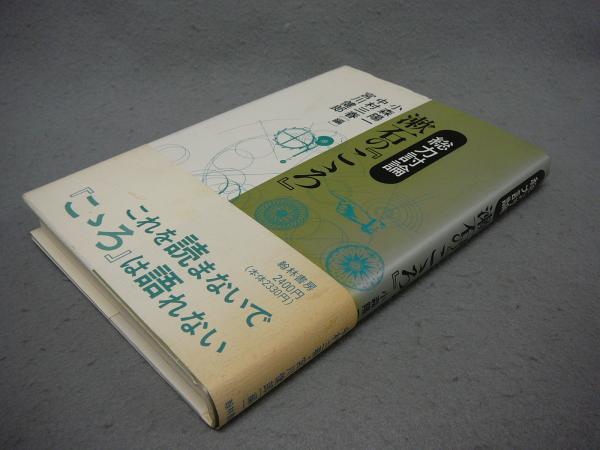 総力討論
漱石の『こゝろ』
小森陽一
中村三春 編
宮川健郎
これを読まないで
『こゝろ』は語れない
翰林書房
2400円
(本体2330円)
総力討論
漱石の『こゝろ』